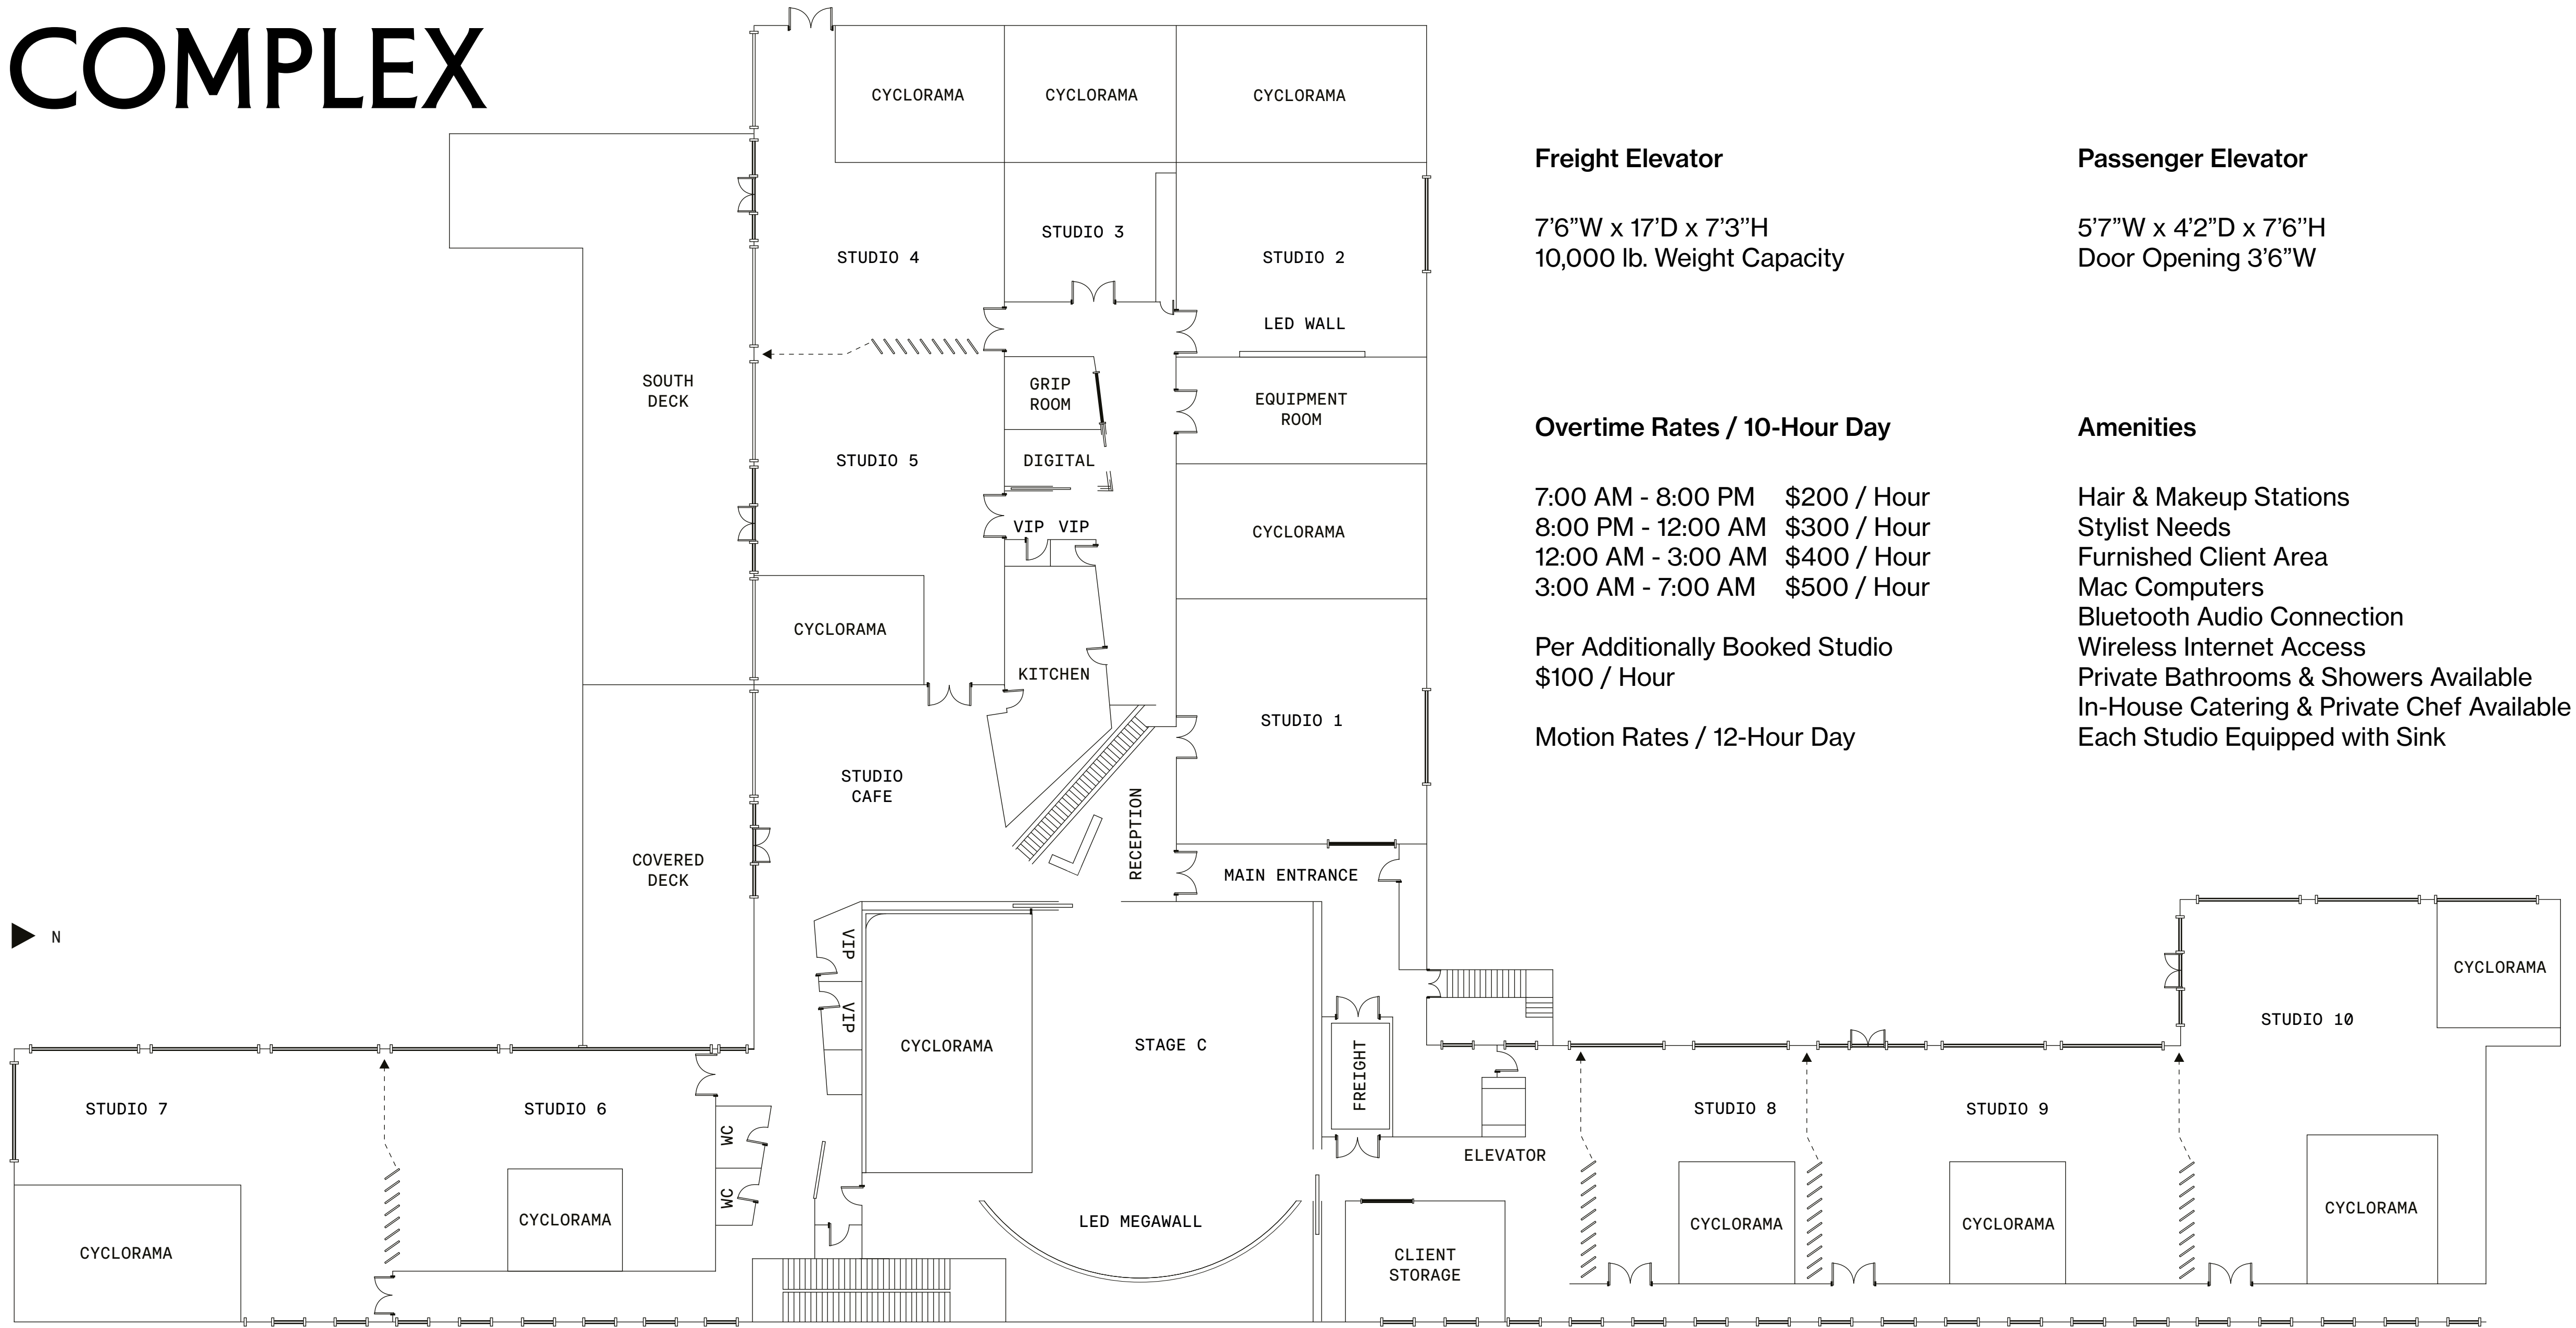 COMPLEX
CYCLORAMA
CYCLORAMA
CYCLORAMA
STUDIO 4
STUDIO 3
STUDIO 2
LED WALL
SOUTH
DECK
GRIP
ROOM
EQUIPMENT
ROOM
STUDIO 5
DIGITAL
VIP VIP
CYCLORAMA
CYCLORAMA
KITCHEN
STUDIO 1
STUDIO
CAFE
RECEPTION
COVERED
DECK
MAIN ENTRANCE
N
VIP
VIP
CYCLORAMA
STAGE C
FREIGHT
ELEVATOR
STUDIO 7
STUDIO 6
WC
WC
CYCLORAMA
CYCLORAMA
LED MEGAWALL
CLIENT
STORAGE
STUDIO 8
STUDIO 9
STUDIO 10
CYCLORAMA
CYCLORAMA
CYCLORAMA
CYCLORAMA
Freight Elevator
7’6”W x 17’D x 7’3’’H
10,000 lb. Weight Capacity
Passenger Elevator
5’7”W x 4’2”D x 7’6’’H
Door Opening 3’6”W
Overtime Rates / 10-Hour Day
7:00 AM - 8:00 PM $200 / Hour
8:00 PM - 12:00 AM $300 / Hour
12:00 AM - 3:00 AM $400 / Hour
3:00 AM - 7:00 AM $500 / Hour
Per Additionally Booked Studio
$100 / Hour
Motion Rates / 12-Hour Day
Amenities
Hair & Makeup Stations
Stylist Needs
Furnished Client Area
Mac Computers
Bluetooth Audio Connection
Wireless Internet Access
Private Bathrooms & Showers Available
In-House Catering & Private Chef Available
Each Studio Equipped with Sink